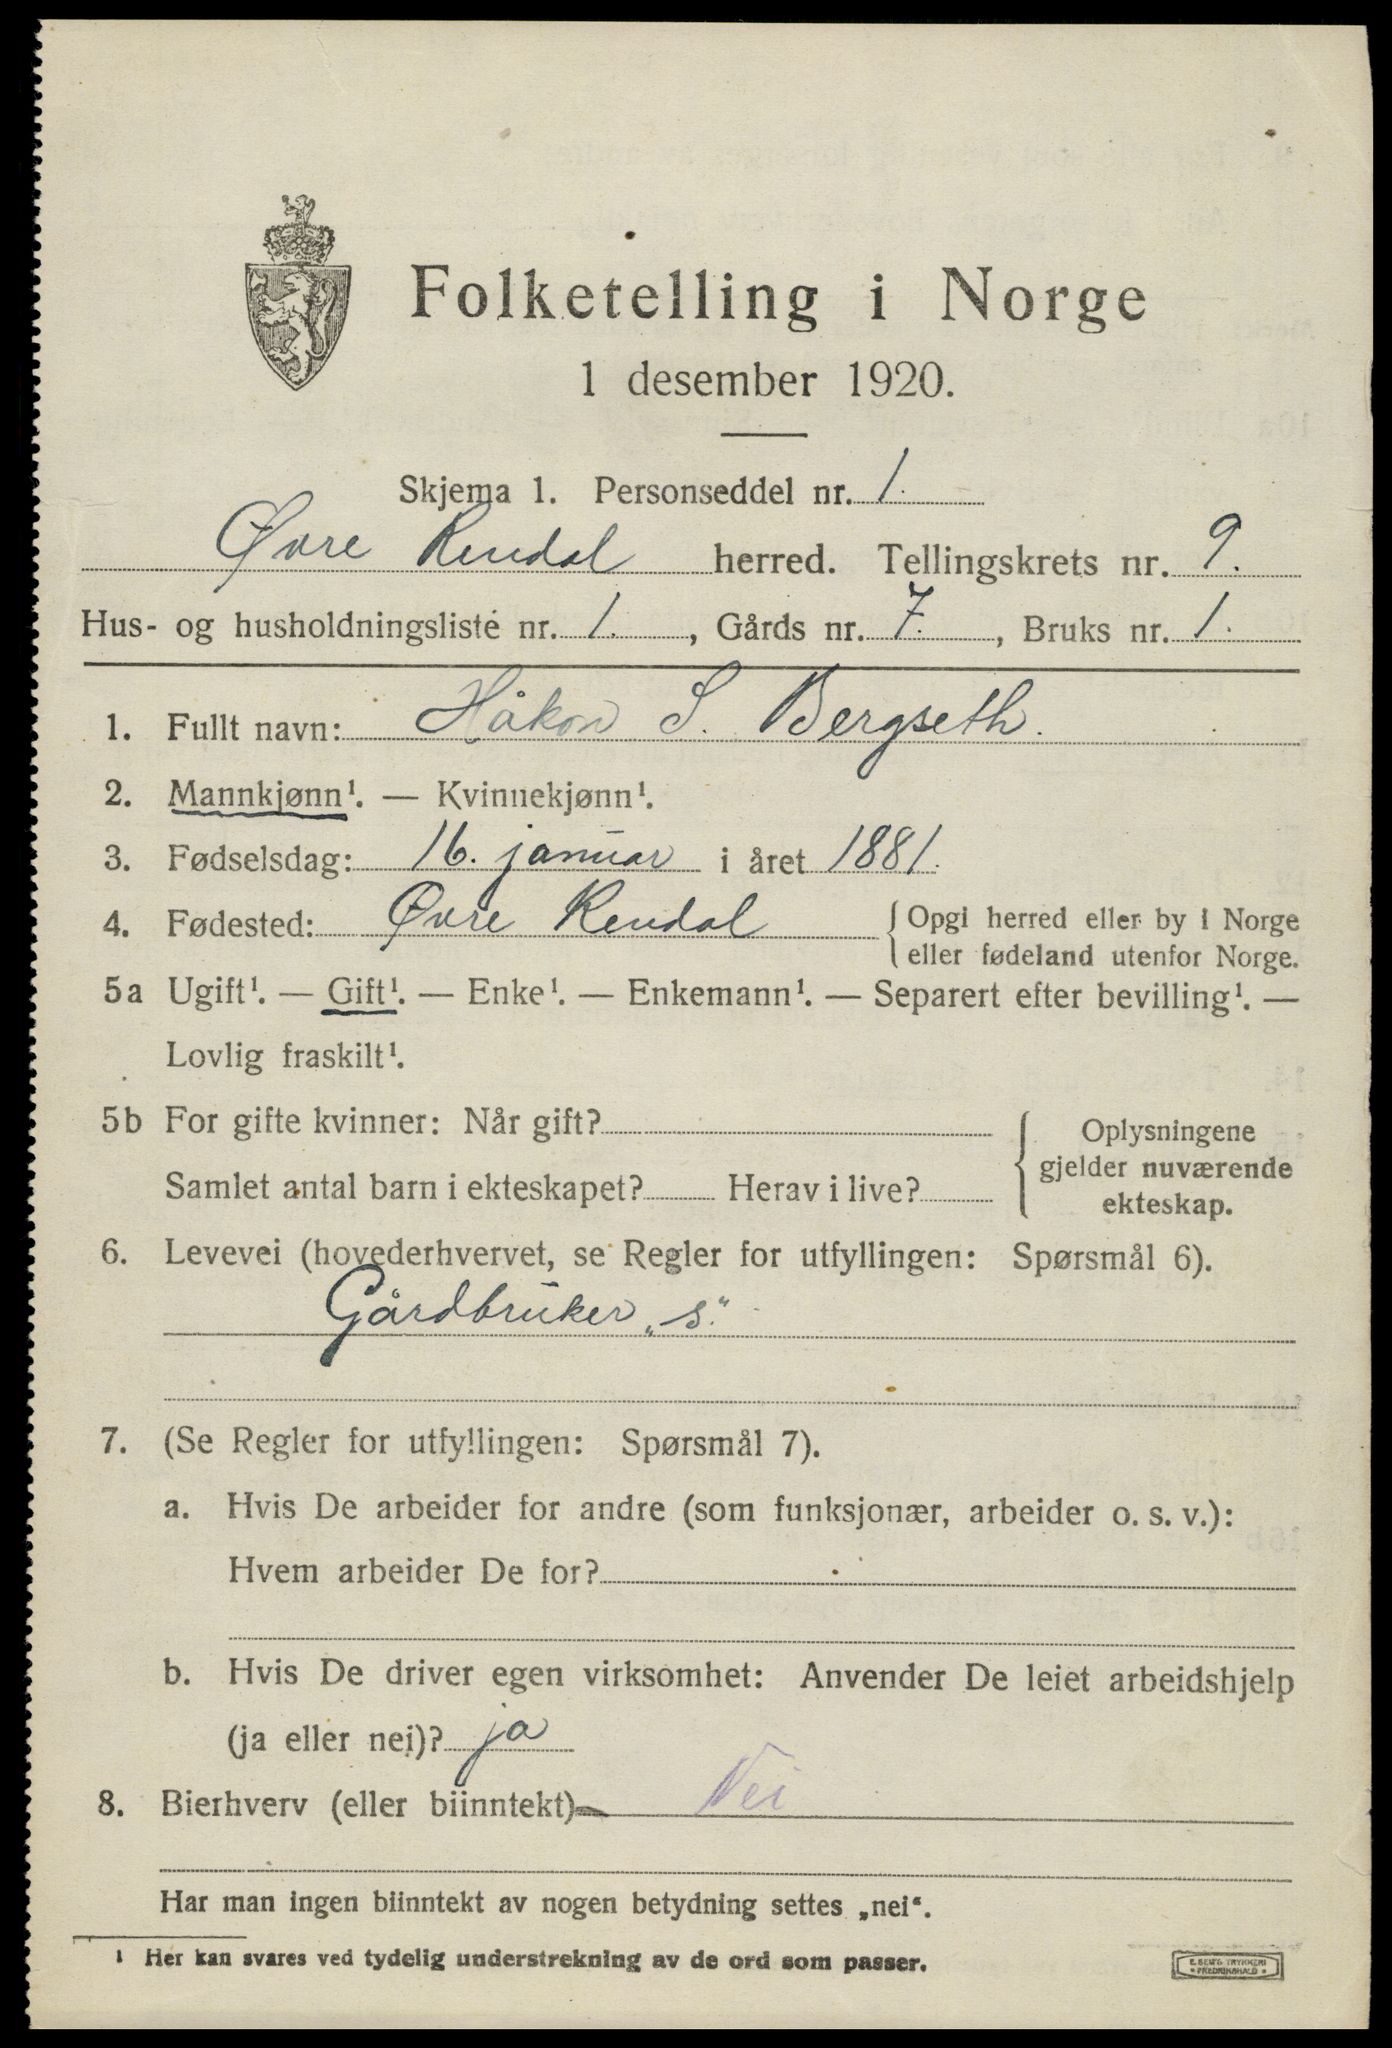 Folketelling i Norge
1 desember 1920.
Skjema 1. Personseddel nr. 1.
Øvre Rendal herred. Tellingskrets nr. 9.
Hus- og husholdningsliste nr. 1., Gårds nr. 7., Bruks nr. 1.
1. Fullt navn: Håkon S. Bergseth.
2. Mannkjønn¹. — Kvinnekjønn¹.
3. Fødselsdag: 16. januar i året 1881.
4. Fødested: Øvre Rendal { Opgi herred eller by i Norge
eller fødeland utenfor Norge.
5a Ugift¹. — Gift¹. — Enke¹. — Enkemann¹. — Separert efter bevilling¹. —
Lovlig fraskilt¹.
5b For gifte kvinner: Når gift?
Samlet antal barn i ekteskapet? Herav i live?
{ Oplysningene
gjelder nuværende
ekteskap.
6. Levevei (hovederhvervet, se Regler for utfyllingen: Spørsmål 6).
Gårdbruker „s.“
7. (Se Regler for utfyllingen: Spørsmål 7).
a. Hvis De arbeider for andre (som funksjonær, arbeider o. s. v.):
Hvem arbeider De for?
b. Hvis De driver egen virksomhet: Anvender De leiet arbeidshjelp
(ja eller nei)? ja
8. Bierhverv (eller biinntekt) Nei
Har man ingen biinntekt av nogen betydning settes „nei“.
¹ Her kan svares ved tydelig understrekning av de ord som passer.
E. SEM'S TRYKKERI
• FREDRIKSHALD •